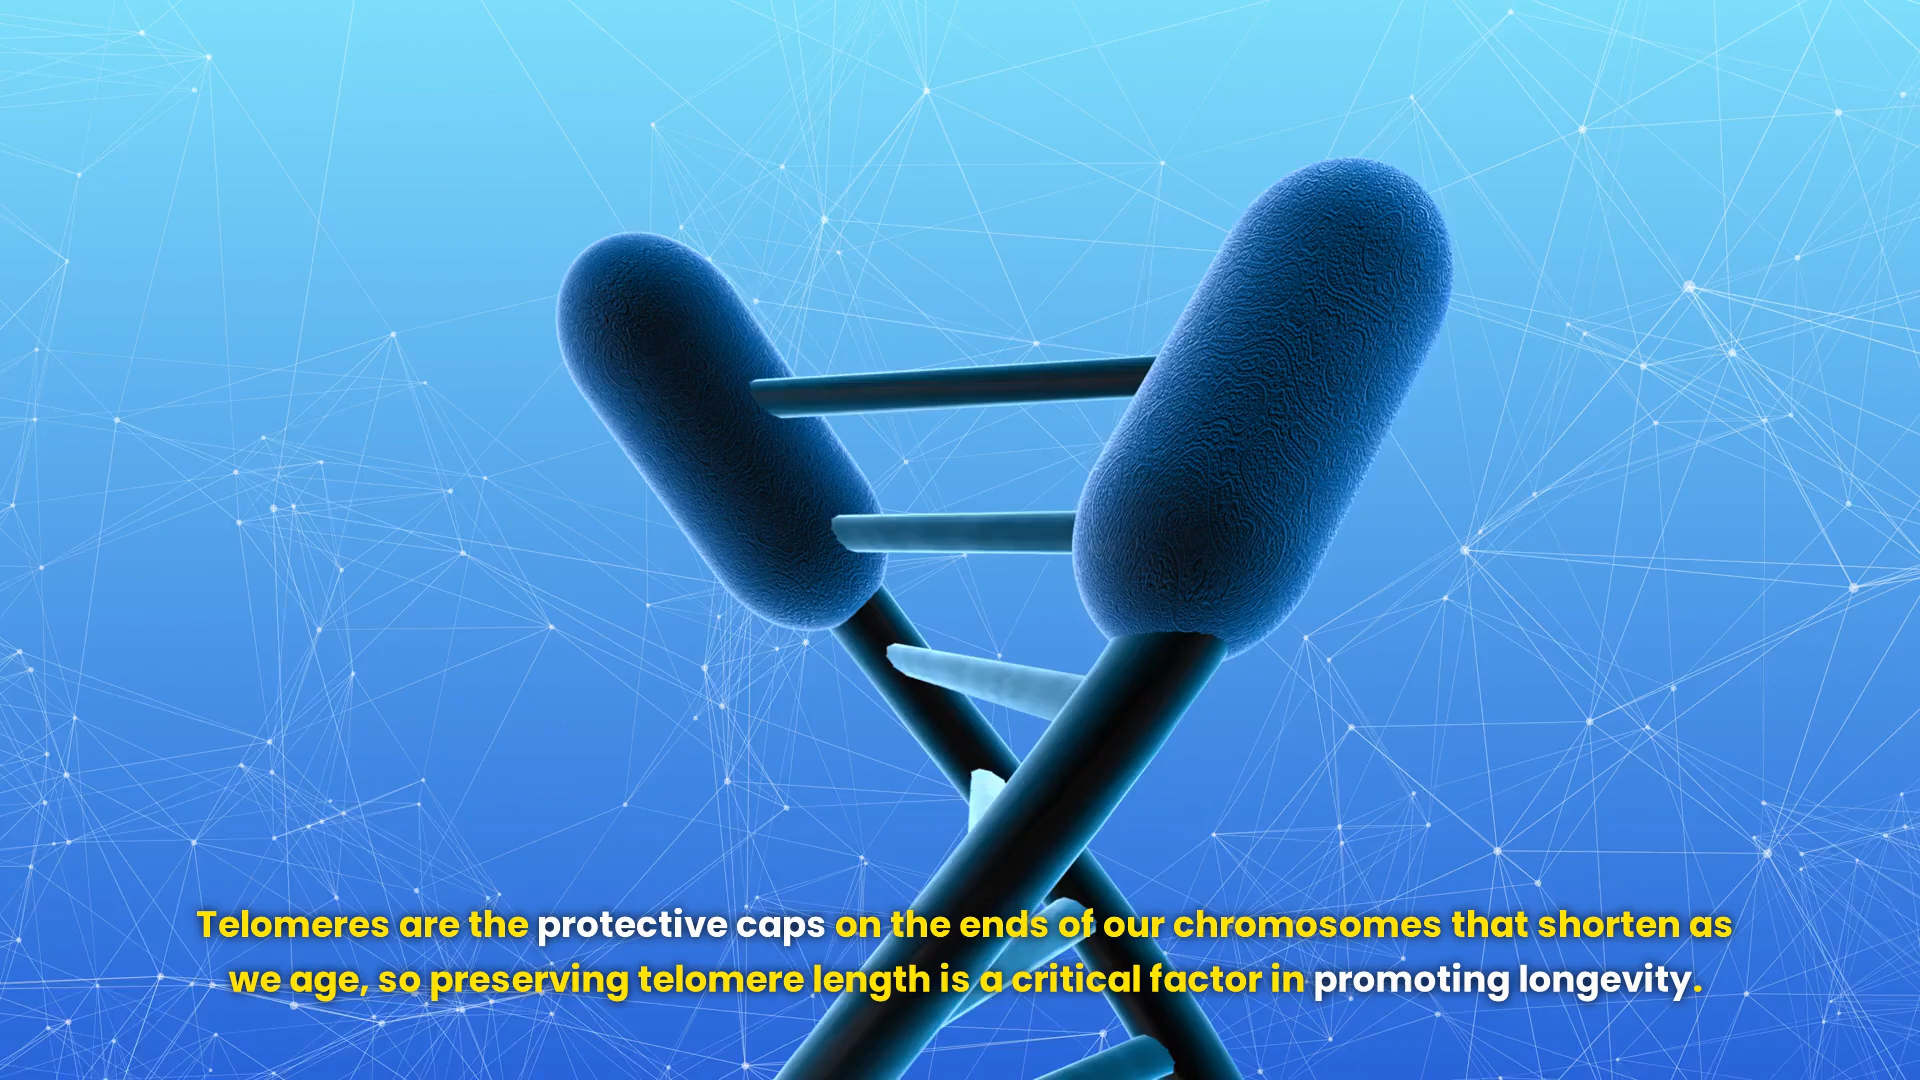 Telomeres are the protective caps on the ends of our chromosomes that shorten as
we age, so preserving telomere length is a critical factor in promoting longevity.